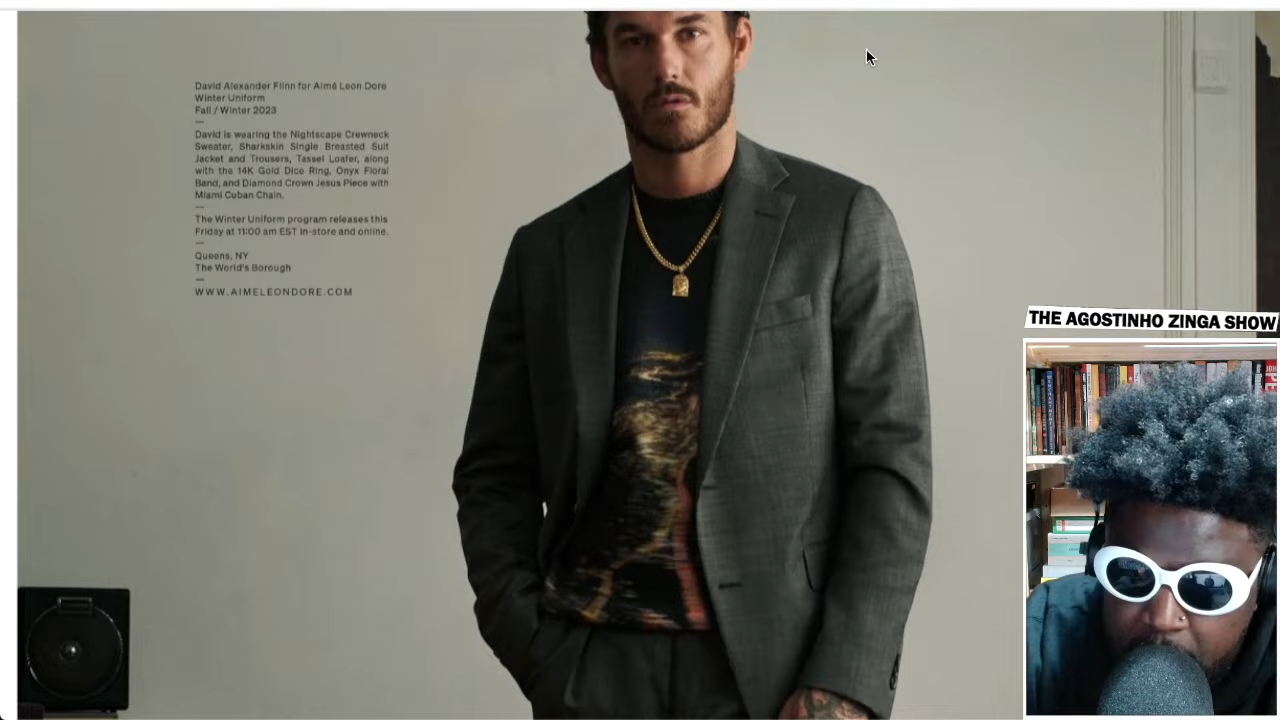 David Alexander Flinn for Aimé Leon Dore
Winter Uniform
Fall / Winter 2023
—
David is wearing the Nightscape Crewneck
Sweater, Sharkskin Single Breasted Suit
Jacket and Trousers, Tassel Loafer, along
with the 14K Gold Dice Ring, Onyx Floral
Band, and Diamond Crown Jesus Piece with
Miami Cuban Chain.
—
The Winter Uniform program releases this
Friday at 11:00 am EST in-store and online.
—
Queens, NY
The World's Borough
—
WWW.AIMELEONDORE.COM
THE AGOSTINHO ZINGA SHOW